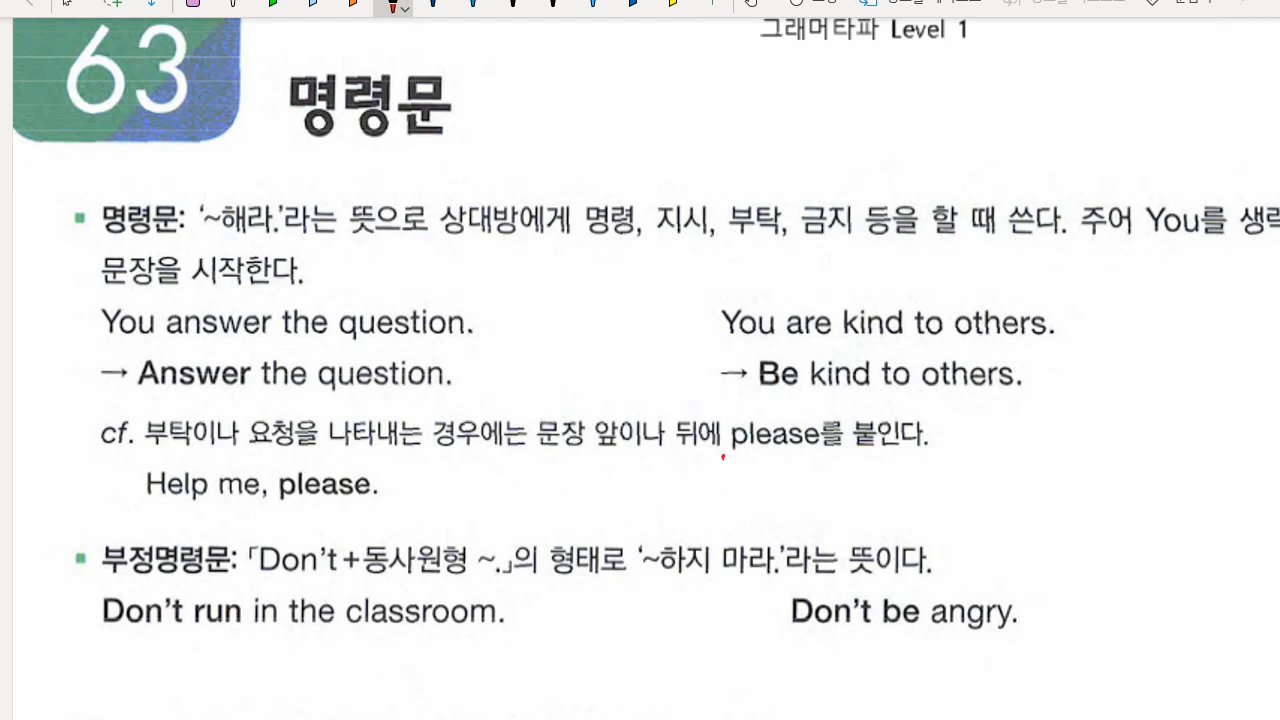 그래머타파 Level 1
63
명령문
명령문: ‘~해라.’라는 뜻으로 상대방에게 명령, 지시, 부탁, 금지 등을 할 때 쓴다. 주어 You를
문장을 시작한다.
You answer the question.
You are kind to others.
→ Answer the question.
→ Be kind to others.
cf. 부탁이나 요청을 나타내는 경우에는 문장 앞이나 뒤에 please를 붙인다.
Help me, please.
부정명령문: 「Don’t+동사원형 ~.」의 형태로 ‘~하지 마라.’라는 뜻이다.
Don’t run in the classroom.
Don’t be angry.